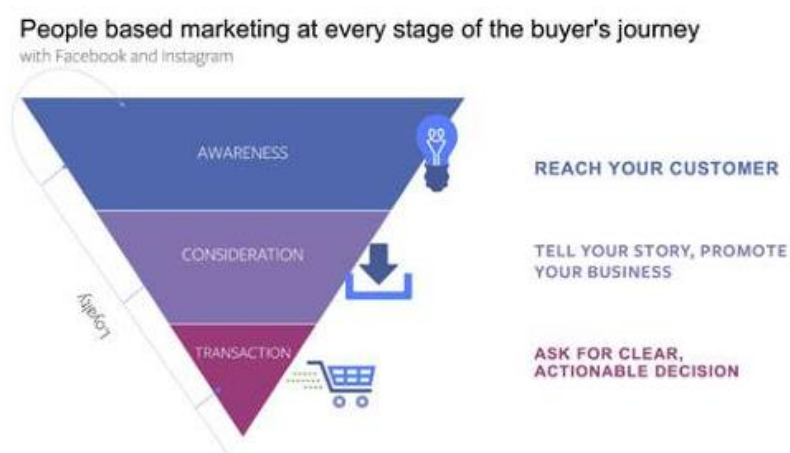 People based marketing at every stage of the buyer's journey
with Facebook and Instagram
AWARENESS
REACH YOUR CUSTOMER
CONSIDERATION
TELL YOUR STORY, PROMOTE
YOUR BUSINESS
Loyalty
TRANSACTION
ASK FOR CLEAR,
ACTIONABLE DECISION